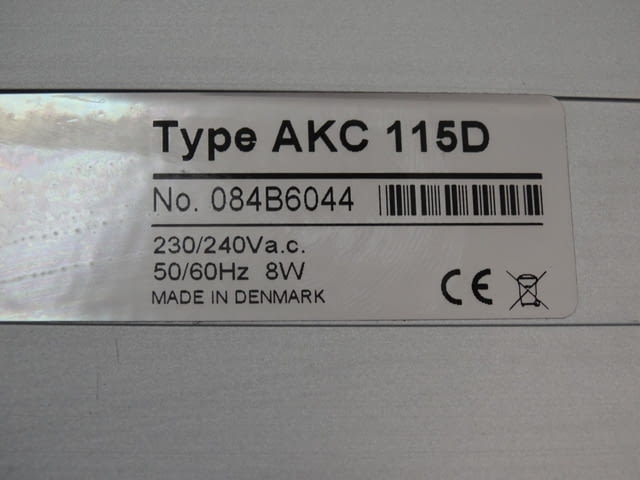 Type AKC 115D
No. 084B6044
230/240Va.c.
50/60Hz 8W
MADE IN DENMARK
CE